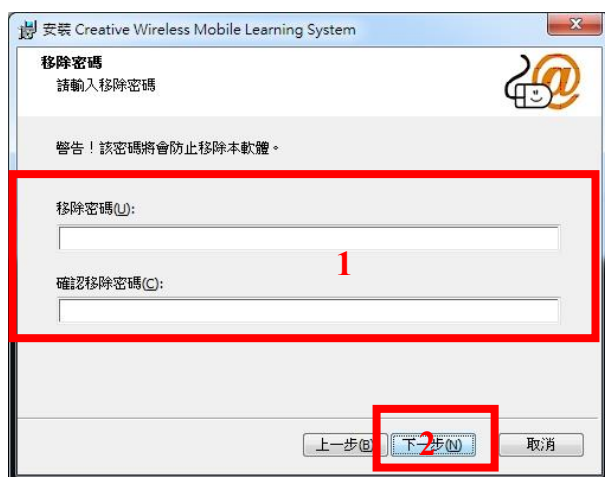 安裝 Creative Wireless Mobile Learning System
移除密碼
請輸入移除密碼
警告！該密碼將會防止移除本軟體。
移除密碼(U):
1
確認移除密碼(C):
上一步(B) 下一步(N) 取消
2